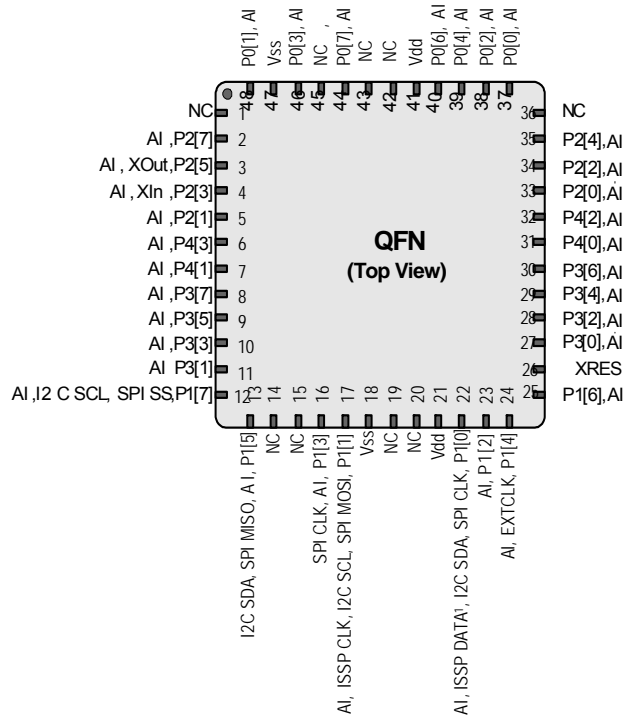 P0[1], AI
Vss
P0[3], AI
NC ,
P0[7], AI
NC
NC
Vdd
P0[6], AI
P0[4], AI
P0[2], AI
P0[0], AI
48
47
46
45
44
43
42
41
40
39
38
37
NC 1
AI ,P2[7] 2
AI , XOut,P2[5] 3
AI , XIn ,P2[3] 4
AI ,P2[1] 5
AI ,P4[3] 6
AI ,P4[1] 7
AI ,P3[7] 8
AI ,P3[5] 9
AI ,P3[3] 10
AI P3[1] 11
AI ,I2 C SCL, SPI SS,P1[7] 12
QFN
(Top View)
36 NC
35 P2[4],AI
34 P2[2],AI
33 P2[0],AI
32 P4[2],AI
31 P4[0],AI
30 P3[6],AI
29 P3[4],AI
28 P3[2],AI
27 P3[0],AI
26 XRES
25 P1[6],AI
13
14
15
16
17
18
19
20
21
22
23
24
I2C SDA, SPI MISO, A I, P1[5]
NC
NC
SPI CLK, AI, P1[3]
AI, ISSP CLK, I2C SCL, SPI MOSI, P1[1]
Vss
NC
NC
Vdd
AI, ISSP DATA¹, I2C SDA, SPI CLK, P1[0]
AI, P1[2]
AI, EXTCLK, P1[4]